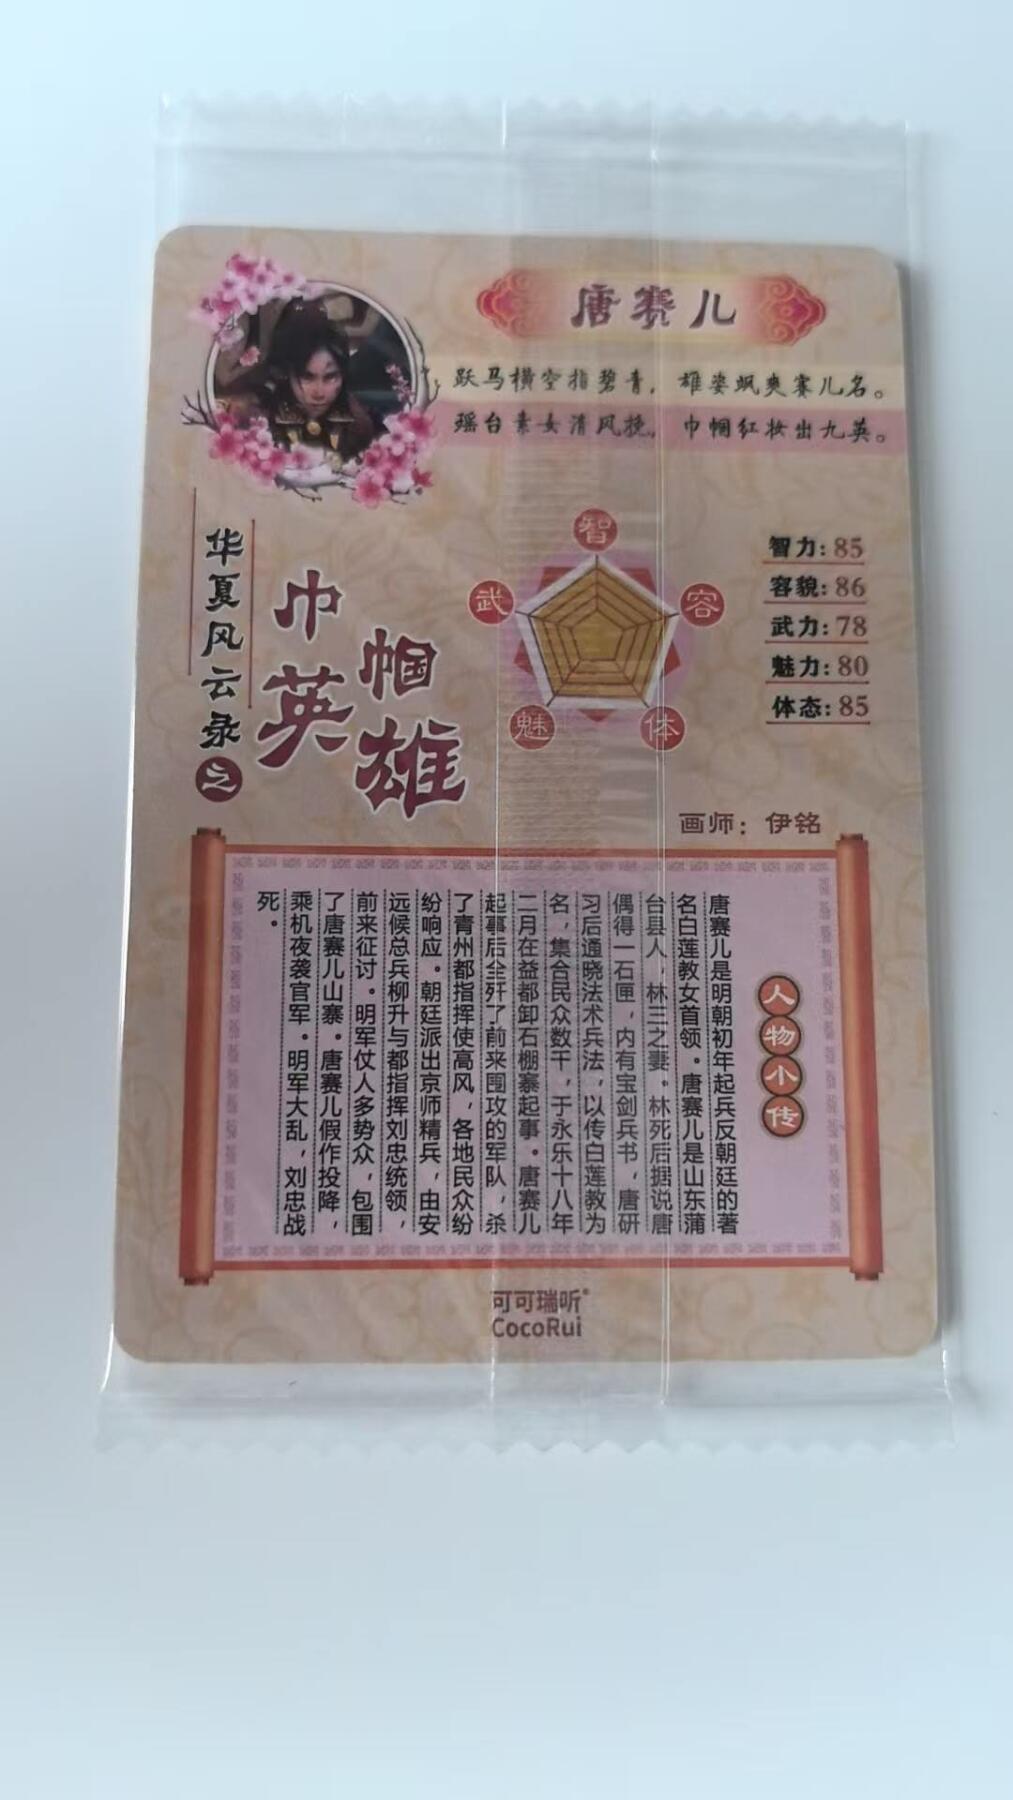 唐赛儿
跃马横空指碧青，雄姿飒爽赛儿名。
瑶台素女清风挽，巾帼红妆出九英。
华夏风云录之
巾帼英雄
智
武
容
魅
体
智力：85
容貌：86
武力：78
魅力：80
体态：85
画师：伊铭
人物小传
唐赛儿是明朝初年起兵反朝廷的著
名白莲教女首领。唐赛儿是山东蒲
台县人，林三之妻。林死后据说唐
偶得一石匣，内有宝剑兵书，唐研
习后通晓法术兵法，以传白莲教为
名，集合民众数千，于永乐十八年
二月在益都卸石棚寨起事。唐赛儿
起事后全歼了前来围攻的军队，杀
了青州都指挥使高风，各地民众纷
纷响应。朝廷派出京师精兵，由安
远候总兵柳升与都指挥刘忠统领，
前来征讨。明军仗人多势众，包围
了唐赛儿山寨。唐赛儿假作投降，
乘机夜袭官军。明军大乱，刘忠战
死。
可可瑞听®
CocoRui